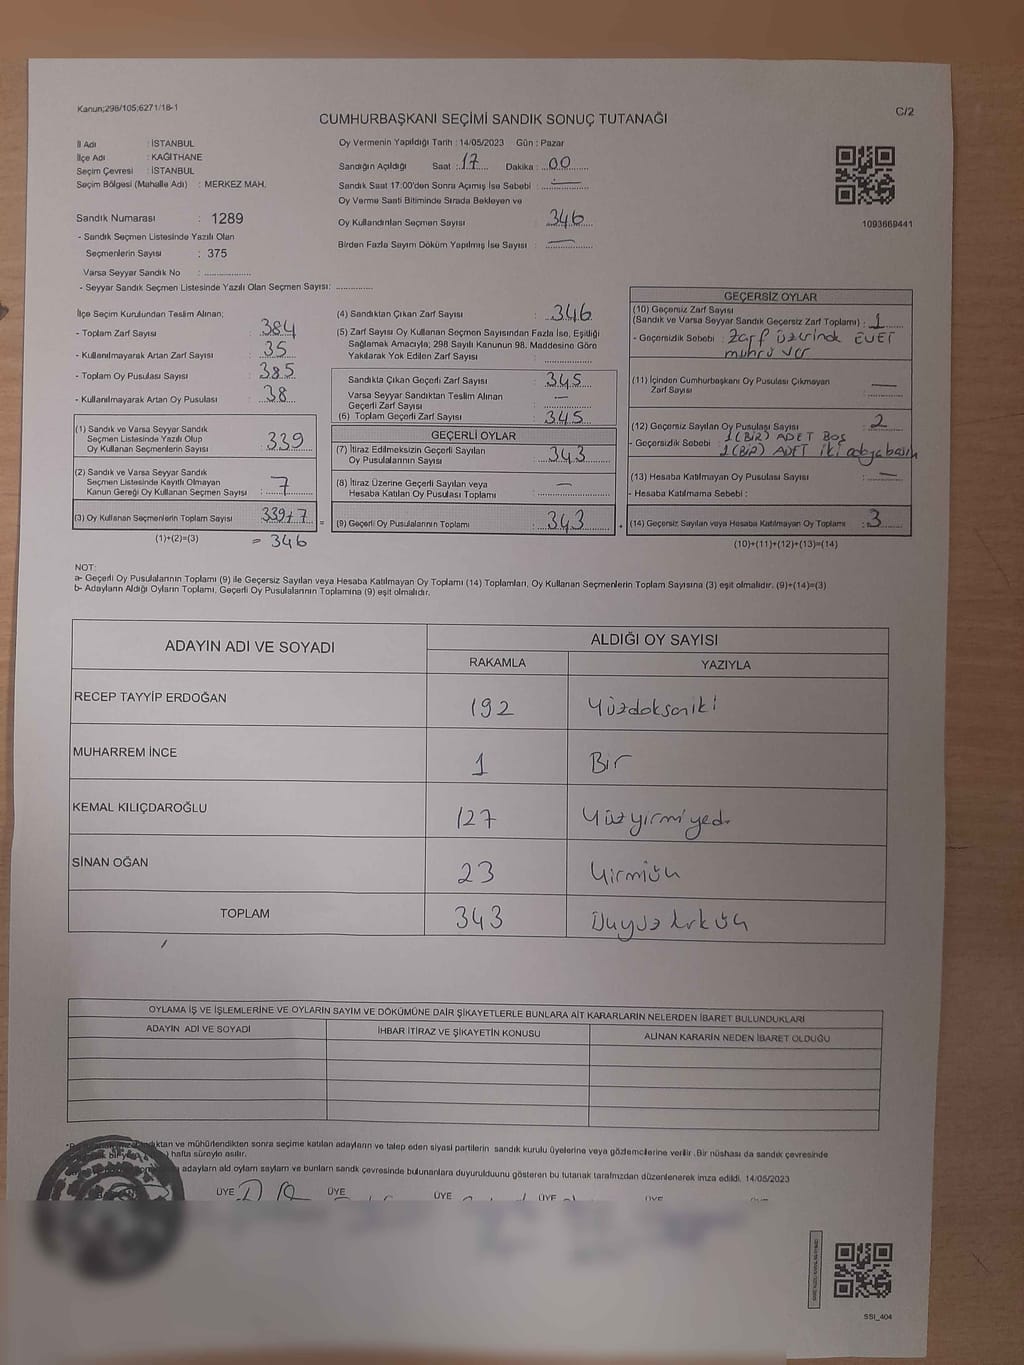 Kanun;298/105;6271/18-1
C/2
CUMHURBAŞKANI SEÇİMİ SANDIK SONUÇ TUTANAĞI
İl Adı : İSTANBUL
İlçe Adı : KAĞITHANE
Seçim Çevresi : İSTANBUL
Seçim Bölgesi (Mahalle Adı) : MERKEZ MAH.
Sandık Numarası : 1289
- Sandık Seçmen Listesinde Yazılı Olan
Seçmenlerin Sayısı : 375
Varsa Seyyar Sandık No : ..............
- Seyyar Sandık Seçmen Listesinde Yazılı Olan Seçmen Sayısı: ............
Oy Vermenin Yapıldığı Tarih : 14/05/2023 Gün : Pazar
Sandığın Açıldığı Saat : 17 Dakika : 00
Sandık Saat 17:00'den Sonra Açımış İse Sebebi : —
Oy Verme Saati Bitiminde Sırada Bekleyen ve
Oy Kullandırılan Seçmen Sayısı : 346
Birden Fazla Sayım Döküm Yapılmış İse Sayısı : —
1093669441
İlçe Seçim Kurulundan Teslim Alınan;
- Toplam Zarf Sayısı : 384
- Kullanılmayarak Artan Zarf Sayısı : 35
- Toplam Oy Pusulası Sayısı : 385
- Kullanılmayarak Artan Oy Pusulası : 38
(1) Sandık ve Varsa Seyyar Sandık
Seçmen Listesinde Yazılı Olup
Oy Kullanan Seçmenlerin Sayısı : 339
(2) Sandık ve Varsa Seyyar Sandık
Seçmen Listesinde Kayıtlı Olmayan
Kanun Gereği Oy Kullanan Seçmen Sayısı : 7
(3) Oy Kullanan Seçmenlerin Toplam Sayısı : 339+7 =
(1)+(2)=(3) = 346
(4) Sandıktan Çıkan Zarf Sayısı : 346
(5) Zarf Sayısı Oy Kullanan Seçmen Sayısından Fazla İse, Eşitliği
Sağlamak Amacıyla; 298 Sayılı Kanunun 98. Maddesine Göre
Yakılarak Yok Edilen Zarf Sayısı : ..............
Sandıkta Çıkan Geçerli Zarf Sayısı : 345
Varsa Seyyar Sandıktan Teslim Alınan
Geçerli Zarf Sayısı : —
(6) Toplam Geçerli Zarf Sayısı : 345
GEÇERLİ OYLAR
(7) İtiraz Edilmeksizin Geçerli Sayılan
Oy Pusulalarının Sayısı : 343
(8) İtiraz Üzerine Geçerli Sayılan veya
Hesaba Katılan Oy Pusulası Toplamı : —
(9) Geçerli Oy Pusulalarının Toplamı : 343 +
GEÇERSİZ OYLAR
(10) Geçersiz Zarf Sayısı
(Sandık ve Varsa Seyyar Sandık Geçersiz Zarf Toplamı) : 1
- Geçersizlik Sebebi : Zarf üzerinde EVET
mührü var
(11) İçinden Cumhurbaşkanı Oy Pusulası Çıkmayan
Zarf Sayısı : —
(12) Geçersiz Sayılan Oy Pusulası Sayısı : 2
- Geçersizlik Sebebi : 1 (BİR) ADET BOŞ
1 (BİR) ADET iki adaya basılı
(13) Hesaba Katılmayan Oy Pusulası Sayısı : —
- Hesaba Katılmama Sebebi :
(14) Geçersiz Sayılan veya Hesaba Katılmayan Oy Toplamı : 3
(10)+(11)+(12)+(13)=(14)
NOT:
a- Geçerli Oy Pusulalarının Toplamı (9) ile Geçersiz Sayılan veya Hesaba Katılmayan Oy Toplamı (14) Toplamları, Oy Kullanan Seçmenlerin Toplam Sayısına (3) eşit olmalıdır. (9)+(14)=(3)
b- Adayların Aldığı Oyların Toplamı, Geçerli Oy Pusulalarının Toplamına (9) eşit olmalıdır.
ADAYIN ADI VE SOYADI
ALDIĞI OY SAYISI
RAKAMLA YAZIYLA
RECEP TAYYİP ERDOĞAN 192 Yüzdoksaniki
MUHARREM İNCE 1 Bir
KEMAL KILIÇDAROĞLU 127 Yüzyirmiyedi
SİNAN OĞAN 23 Yirmiüç
TOPLAM 343
OYLAMA İŞ VE İŞLEMLERİNE VE OYLARIN SAYIM VE DÖKÜMÜNE DAİR ŞİKAYETLERLE BUNLARA AİT KARARLARIN NELERDEN İBARET BULUNDUKLARI
ADAYIN ADI VE SOYADI İHBAR İTİRAZ VE ŞİKAYETİN KONUSU ALINAN KARARIN NEDEN İBARET OLDUĞU
ve mühürlendikten sonra seçime katılan adayların ve talep eden siyasi partilerin sandık kurulu üyelerine veya gözlemcilerine verilir .Bir nüshası da sandık çevresinde
hafta süreyle asılır.
adayların ald oylam saylam ve bunların sandk çevresinde bulunanlara duyurulduunu gösteren bu tutanak tarafmzdan düzenlenerek imza edildi. 14/05/2023
ÜYE ÜYE ÜYE ÜYE ÜYE
SSİ_404